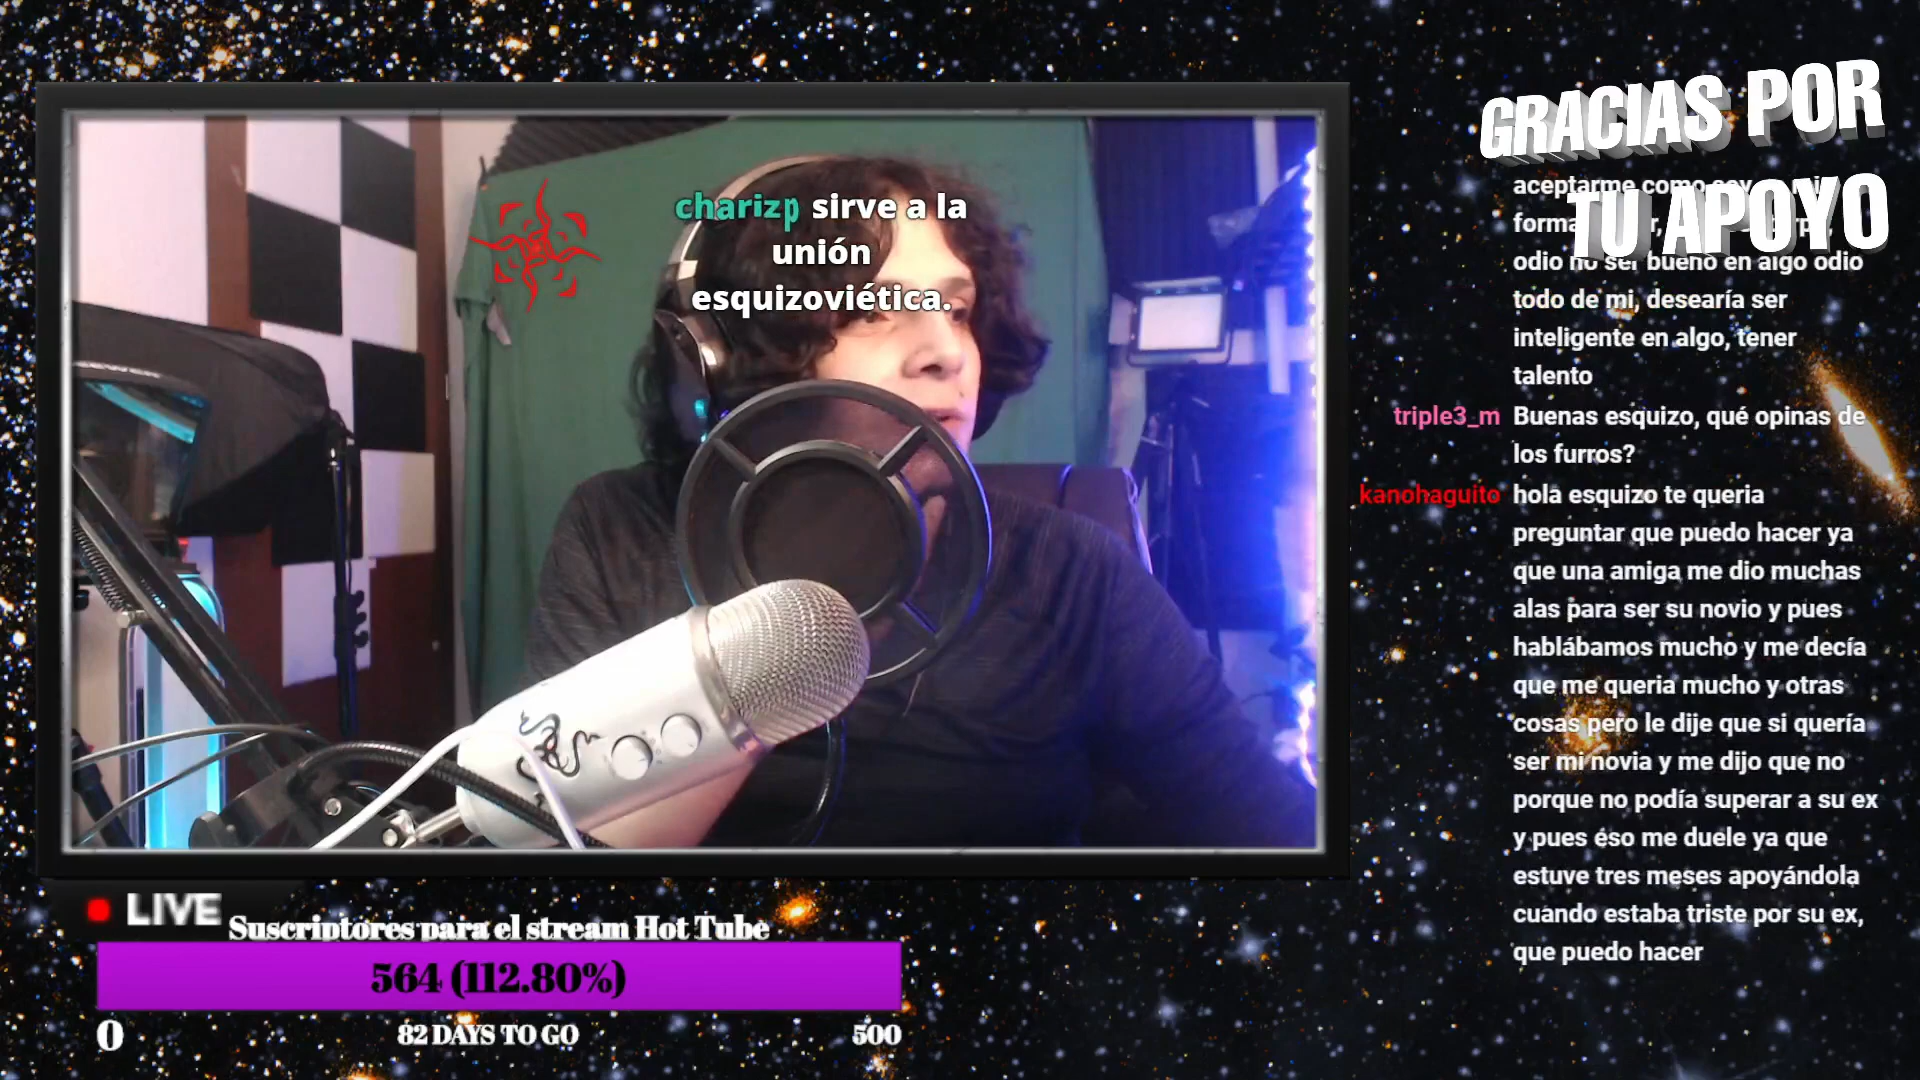 GRACIAS POR
TU APOYO
aceptarme como soy
odio no ser bueno en algo odio
todo de mi, desearía ser
inteligente en algo, tener
talento
triple3_m Buenas esquizo, qué opinas de
los furros?
kanohaguito hola esquizo te queria
preguntar que puedo hacer ya
que una amiga me dio muchas
alas para ser su novio y pues
hablábamos mucho y me decía
que me queria mucho y otras
cosas pero le dije que si quería
ser mi novia y me dijo que no
porque no podía superar a su ex
y pues eso me duele ya que
estuve tres meses apoyándola
cuando estaba triste por su ex,
que puedo hacer
charizp sirve a la
unión
esquizoviética.
LIVE
Suscriptores para el stream Hot Tube
564 (112.80%)
0 82 DAYS TO GO 500